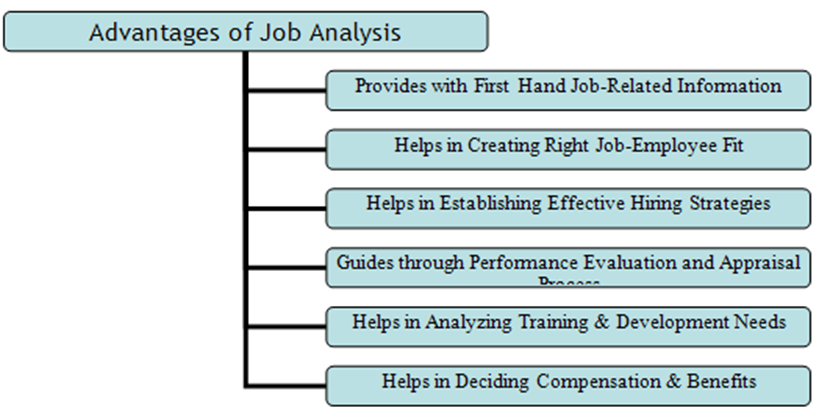 Advantages of Job Analysis
Provides with First Hand Job-Related Information
Helps in Creating Right Job-Employee Fit
Helps in Establishing Effective Hiring Strategies
Guides through Performance Evaluation and Appraisal
Process
Helps in Analyzing Training & Development Needs
Helps in Deciding Compensation & Benefits